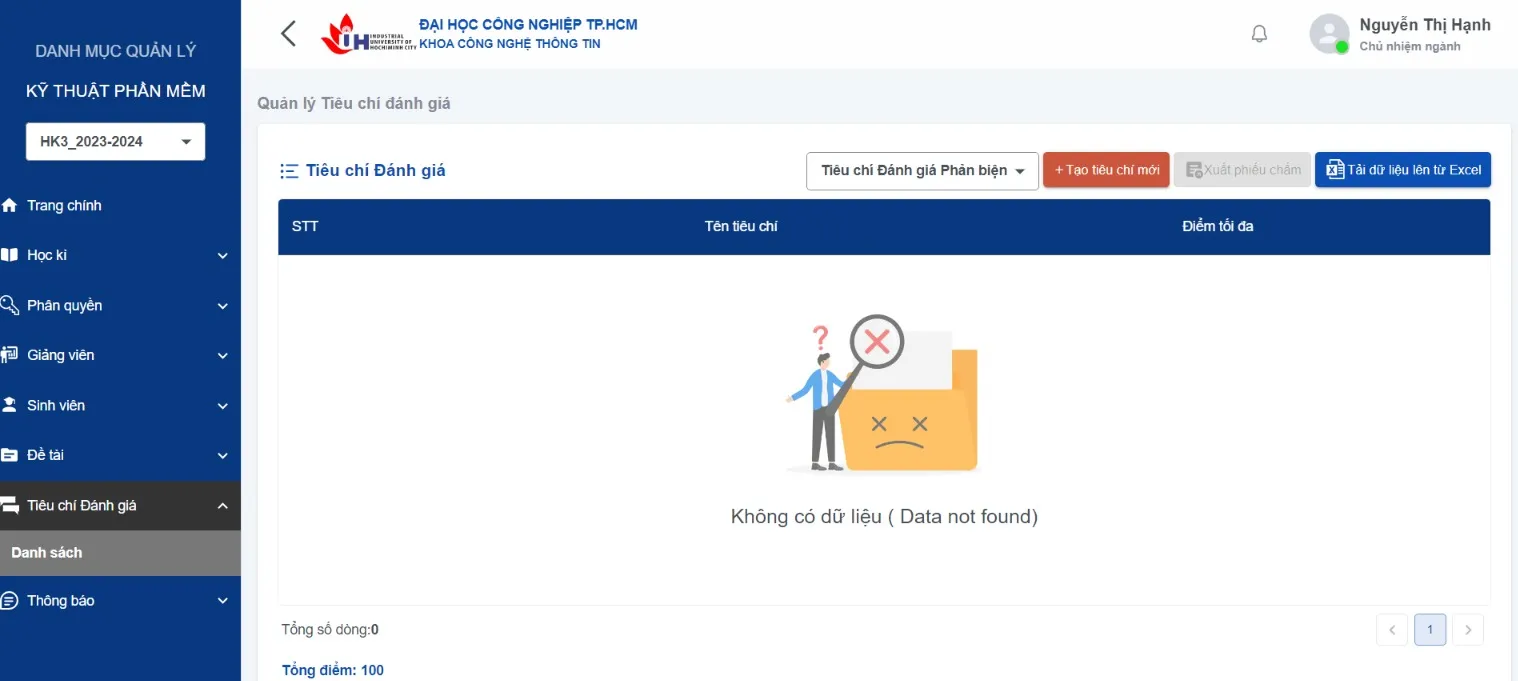 DANH MỤC QUẢN LÝ
KỸ THUẬT PHẦN MỀM
HK3_2023-2024
Trang chính
Học kì
Phân quyền
Giảng viên
Sinh viên
Đề tài
Tiêu chí Đánh giá
Danh sách
Thông báo
IUH
INDUSTRIAL
UNIVERSITY OF
HOCHIMINH CITY
ĐẠI HỌC CÔNG NGHIỆP TP.HCM
KHOA CÔNG NGHỆ THÔNG TIN
Nguyễn Thị Hạnh
Chủ nhiệm ngành
Quản lý Tiêu chí đánh giá
Tiêu chí Đánh giá
Tiêu chí Đánh giá Phản biện
+ Tạo tiêu chí mới
Xuất phiếu chấm
Tải dữ liệu lên từ Excel
STT Tên tiêu chí Điểm tối đa
?
Không có dữ liệu ( Data not found)
Tổng số dòng:0
1
Tổng điểm: 100